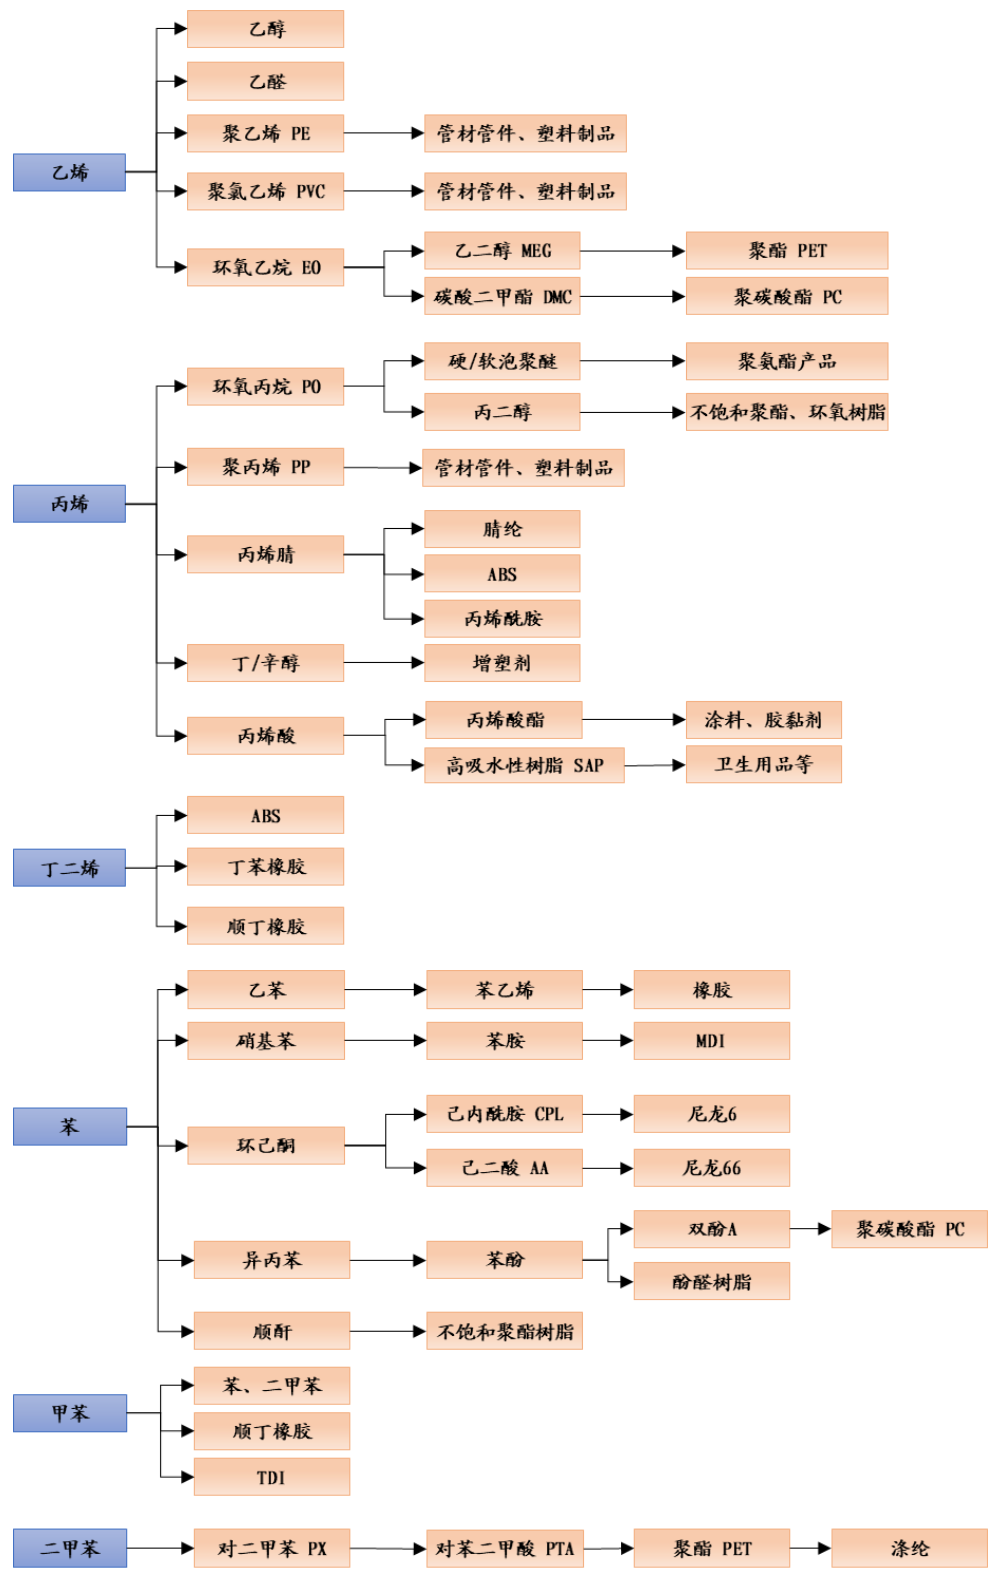 乙醇
乙醛
聚乙烯 PE
管材管件、塑料制品
乙烯
聚氯乙烯 PVC
管材管件、塑料制品
环氧乙烷 EO
乙二醇 MEG
聚酯 PET
碳酸二甲酯 DMC
聚碳酸酯 PC
环氧丙烷 PO
硬/软泡聚醚
聚氨酯产品
丙二醇
不饱和聚酯、环氧树脂
聚丙烯 PP
管材管件、塑料制品
丙烯
丙烯腈
腈纶
ABS
丙烯酰胺
丁/辛醇
增塑剂
丙烯酸
丙烯酸酯
涂料、胶黏剂
高吸水性树脂 SAP
卫生用品等
ABS
丁二烯
丁苯橡胶
顺丁橡胶
乙苯
苯乙烯
橡胶
硝基苯
苯胺
MDI
苯
环己酮
己内酰胺 CPL
尼龙6
己二酸 AA
尼龙66
异丙苯
苯酚
双酚A
聚碳酸酯 PC
酚醛树脂
顺酐
不饱和聚酯树脂
苯、二甲苯
甲苯
顺丁橡胶
TDI
二甲苯
对二甲苯 PX
对苯二甲酸 PTA
聚酯 PET
涤纶